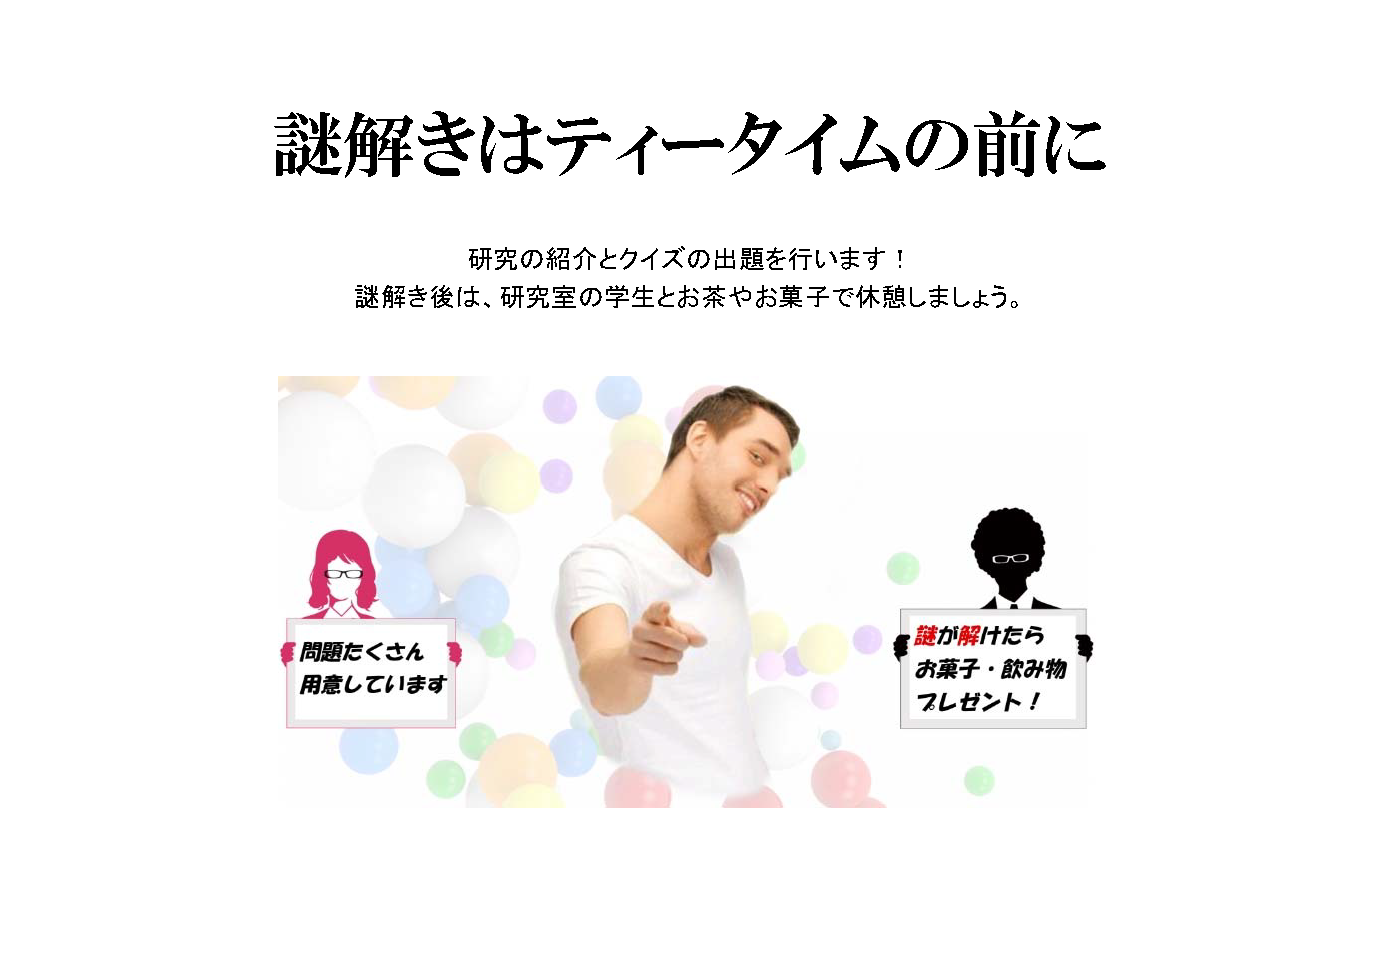 謎解きはティータイムの前に
研究の紹介とクイズの出題を行います！
謎解き後は、研究室の学生とお茶やお菓子で休憩しましょう。
問題たくさん
用意しています
謎が解けたら
お菓子・飲み物
プレゼント！